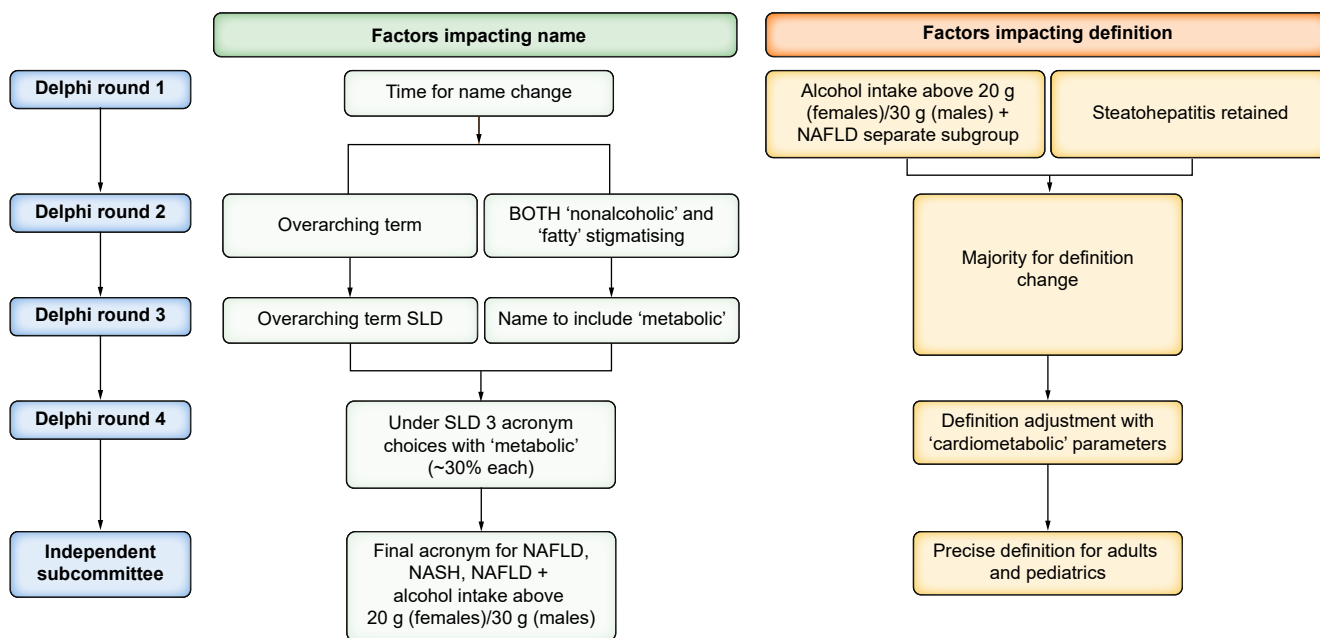 Factors impacting name
Factors impacting definition
Delphi round 1
Time for name change
Alcohol intake above 20 g
(females)/30 g (males) +
NAFLD separate subgroup
Steatohepatitis retained
Delphi round 2
Overarching term
BOTH ‘nonalcoholic’ and
‘fatty’ stigmatising
Majority for definition
change
Delphi round 3
Overarching term SLD
Name to include ‘metabolic’
Delphi round 4
Under SLD 3 acronym
choices with ‘metabolic’
(~30% each)
Definition adjustment with
‘cardiometabolic’ parameters
Independent
subcommittee
Final acronym for NAFLD,
NASH, NAFLD +
alcohol intake above
20 g (females)/30 g (males)
Precise definition for adults
and pediatrics